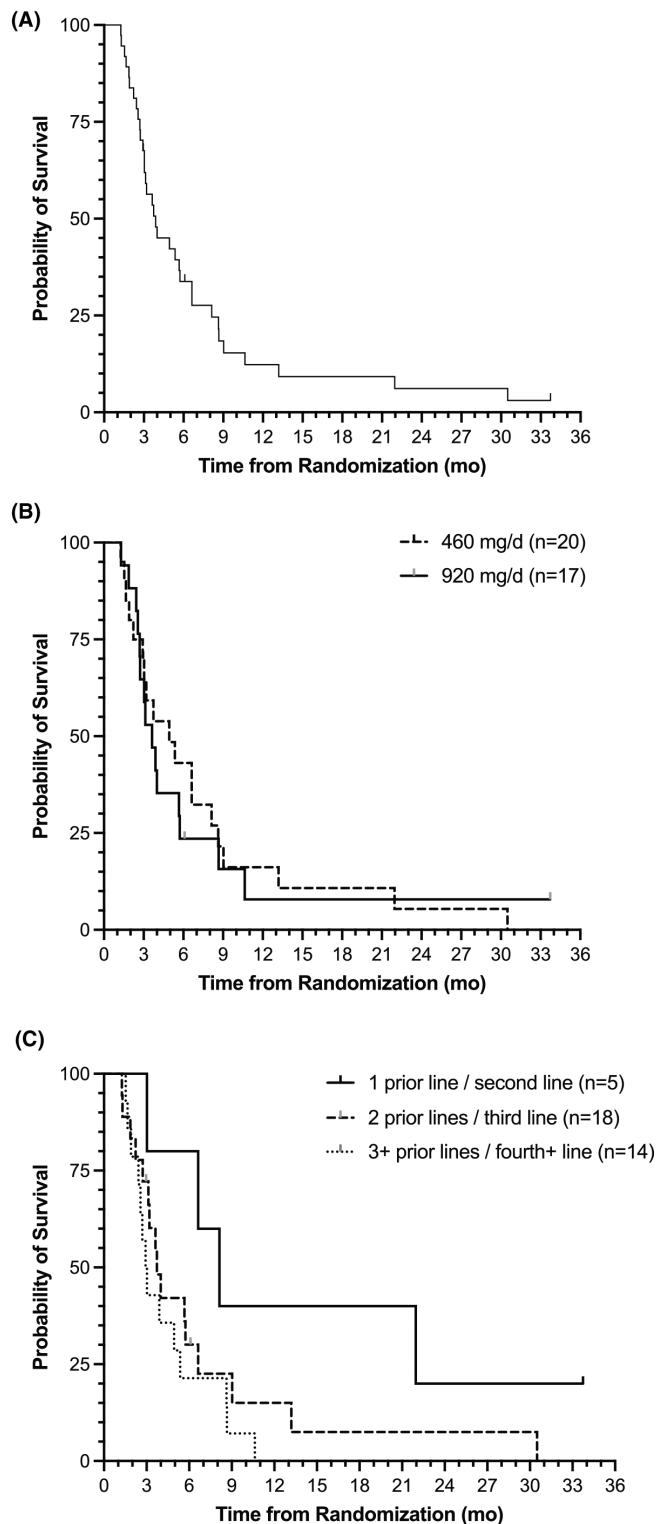 (A)
100
75
50
25
0
Probability of Survival
0 3 6 9 12 15 18 21 24 27 30 33 36
Time from Randomization (mo)
(B)
460 mg/d (n=20)
920 mg/d (n=17)
100
75
50
25
0
Probability of Survival
0 3 6 9 12 15 18 21 24 27 30 33 36
Time from Randomization (mo)
(C)
1 prior line / second line (n=5)
2 prior lines / third line (n=18)
3+ prior lines / fourth+ line (n=14)
100
75
50
25
0
Probability of Survival
0 3 6 9 12 15 18 21 24 27 30 33 36
Time from Randomization (mo)